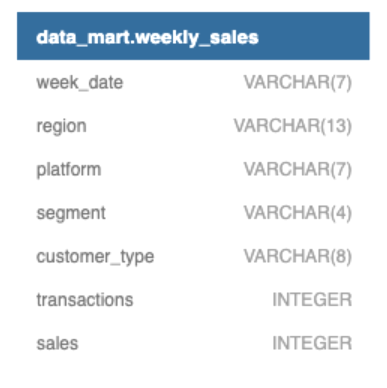 data_mart.weekly_sales
week_date VARCHAR(7)
region VARCHAR(13)
platform VARCHAR(7)
segment VARCHAR(4)
customer_type VARCHAR(8)
transactions INTEGER
sales INTEGER